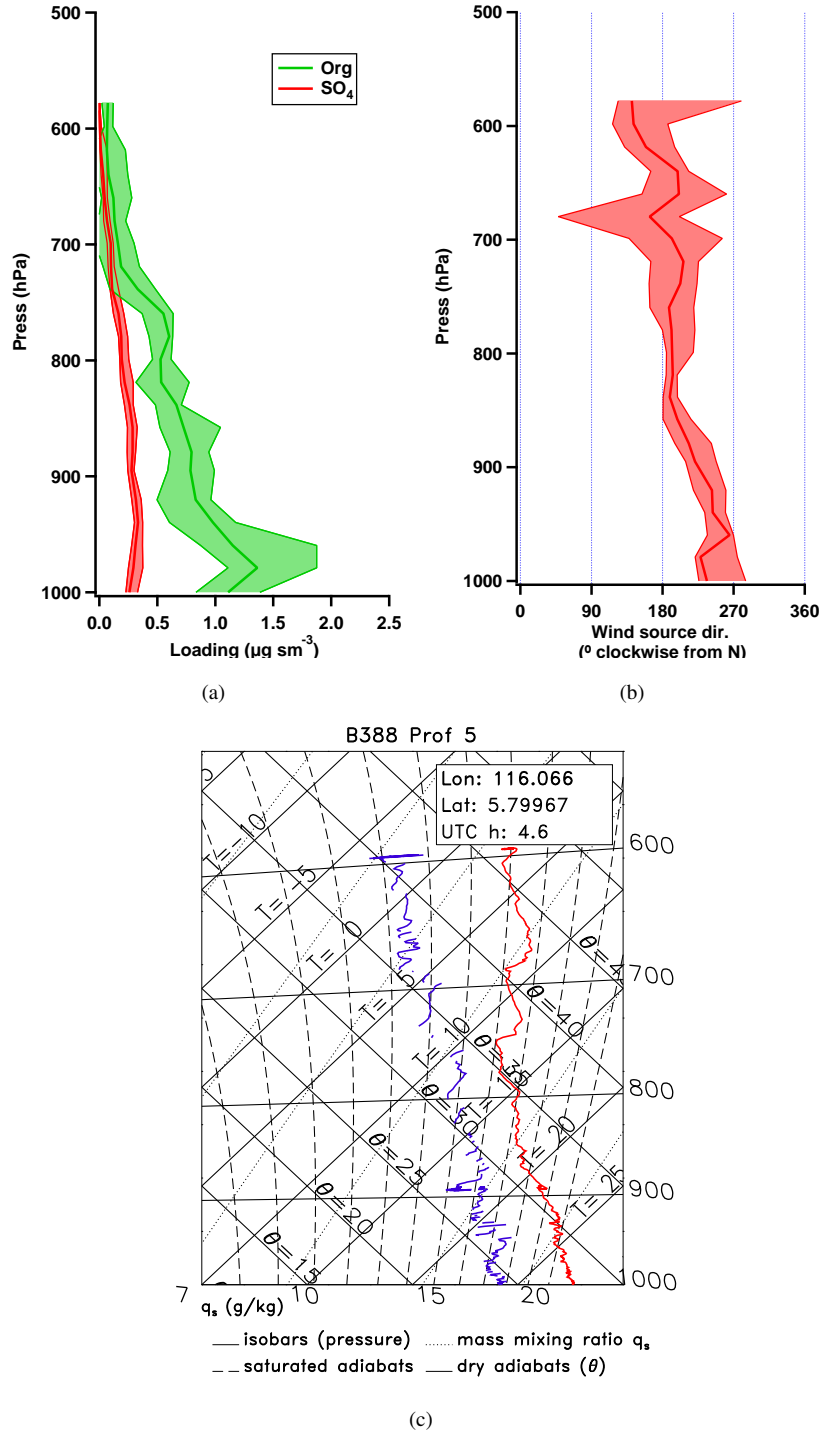 500
600
700
800
900
1000
Press (hPa)
Org
SO4
0.0 0.5 1.0 1.5 2.0 2.5
Loading (µg sm-3)
(a)
500
600
700
800
900
1000
Press (hPa)
0 90 180 270 360
Wind source dir.
(º clockwise from N)
(b)
B388 Prof 5
Lon: 116.066
Lat: 5.79967
UTC h: 4.6
600
700
800
900
1000
T=-10
T=-5
T= 0
T= 5
T= 10
T= 20
T= 25
θ=4
θ=40
θ=35
θ=30
θ=25
θ=20
θ=15
7 10 15 20
qs (g/kg)
isobars (pressure) mass mixing ratio qs
saturated adiabats dry adiabats (θ)
(c)